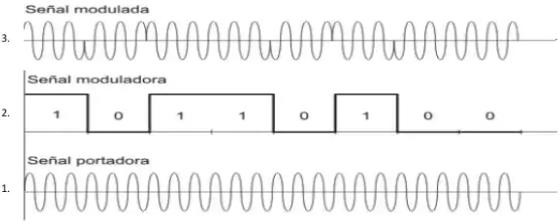 Señal modulada
3.
Señal moduladora
2. 1 0 1 1 0 1 0 0
Señal portadora
1.